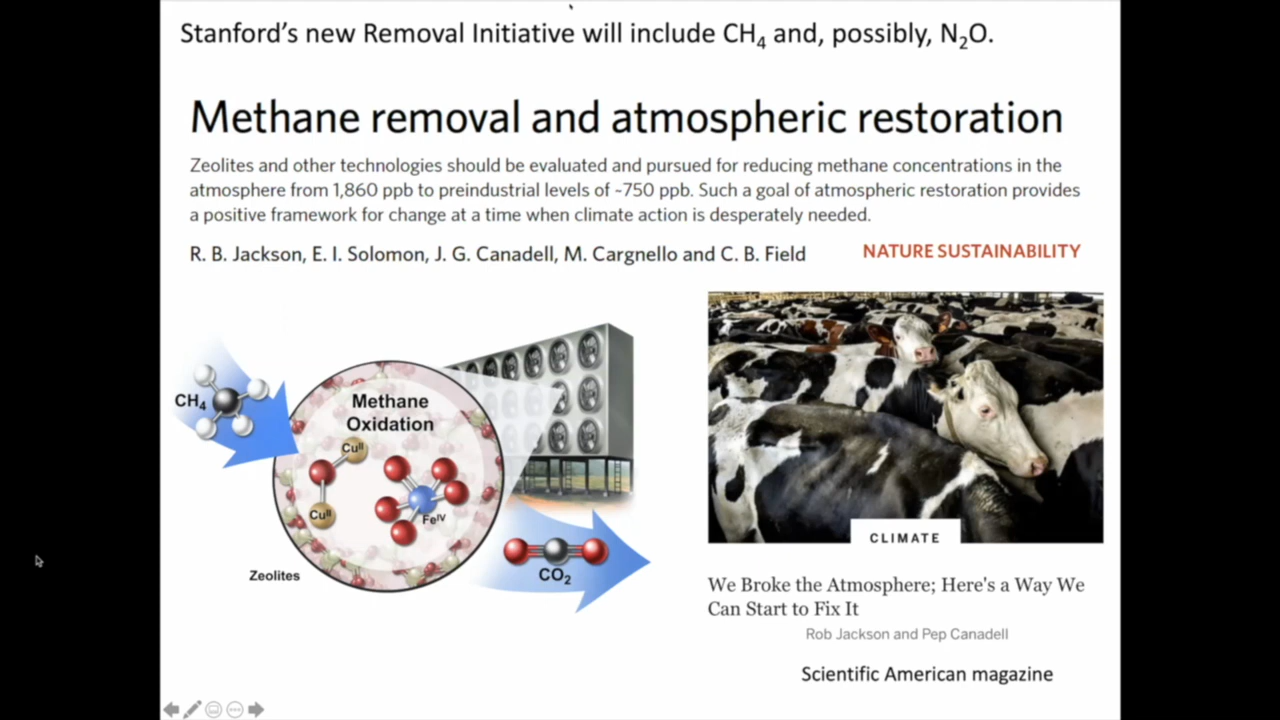 Stanford's new Removal Initiative will include CH₄ and, possibly, N₂O.
Methane removal and atmospheric restoration
Zeolites and other technologies should be evaluated and pursued for reducing methane concentrations in the
atmosphere from 1,860 ppb to preindustrial levels of ~750 ppb. Such a goal of atmospheric restoration provides
a positive framework for change at a time when climate action is desperately needed.
R. B. Jackson, E. I. Solomon, J. G. Canadell, M. Cargnello and C. B. Field
NATURE SUSTAINABILITY
CH₄
Methane
Oxidation
Cuᴵᴵ
Cuᴵᴵ
Feᴵⱽ
Zeolites
CO₂
CLIMATE
We Broke the Atmosphere; Here's a Way We
Can Start to Fix It
Rob Jackson and Pep Canadell
Scientific American magazine